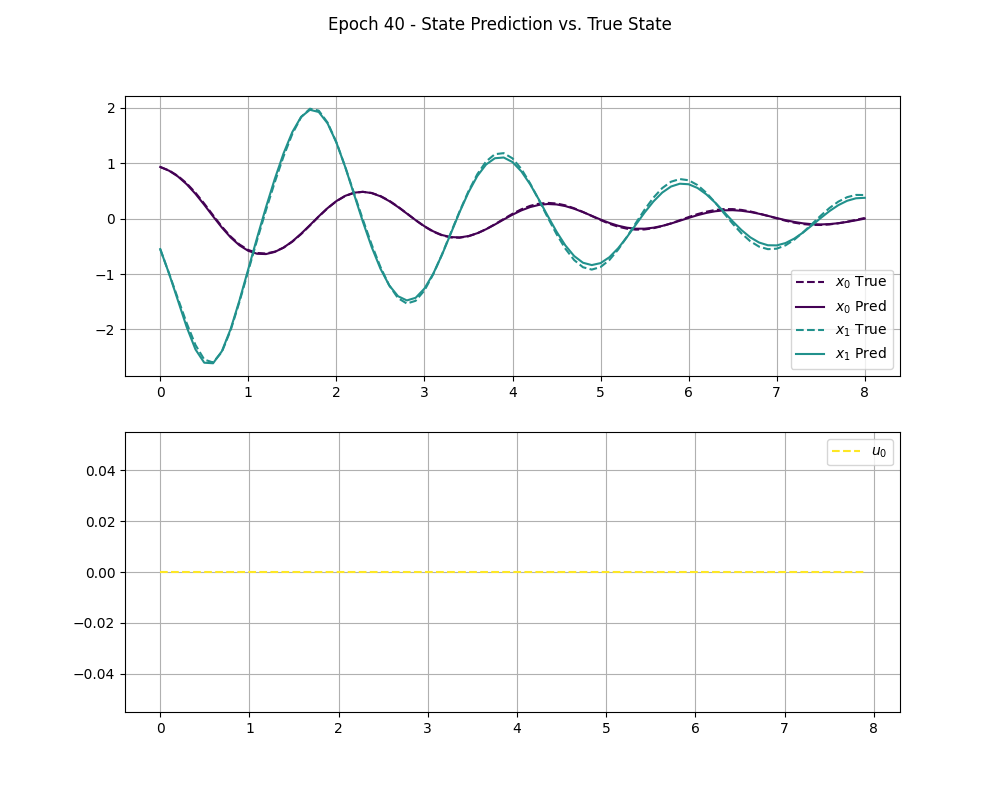 Epoch 40 - State Prediction vs. True State
2
1
0
−1
−2
x₀ True
x₀ Pred
x₁ True
x₁ Pred
0 1 2 3 4 5 6 7 8
u₀
0.04
0.02
0.00
−0.02
−0.04
0 1 2 3 4 5 6 7 8